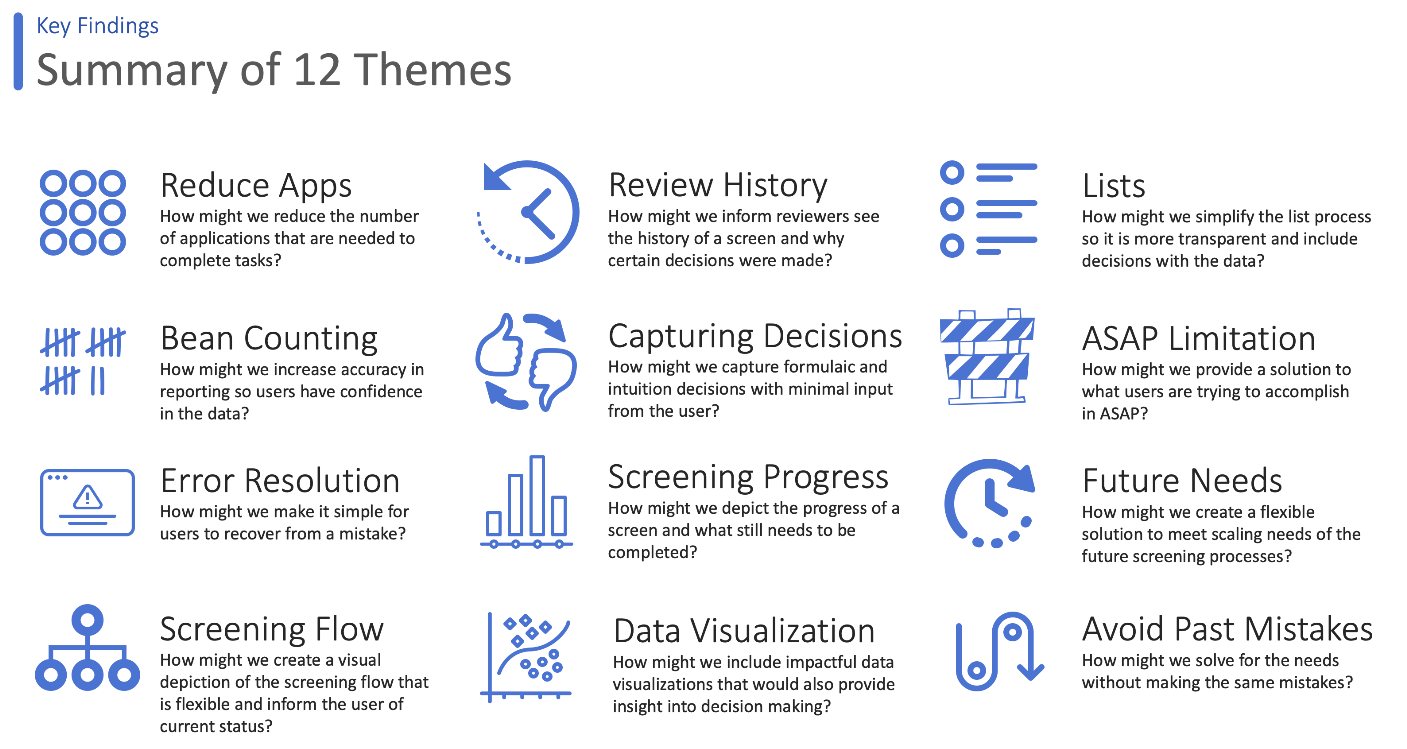 Key Findings
Summary of 12 Themes
Reduce Apps
How might we reduce the number
of applications that are needed to
complete tasks?
Review History
How might we inform reviewers see
the history of a screen and why
certain decisions were made?
Lists
How might we simplify the list process
so it is more transparent and include
decisions with the data?
Bean Counting
How might we increase accuracy in
reporting so users have confidence
in the data?
Capturing Decisions
How might we capture formulaic and
intuition decisions with minimal input
from the user?
ASAP Limitation
How might we provide a solution to
what users are trying to accomplish
in ASAP?
Error Resolution
How might we make it simple for
users to recover from a mistake?
Screening Progress
How might we depict the progress of a
screen and what still needs to be
completed?
Future Needs
How might we create a flexible
solution to meet scaling needs of the
future screening processes?
Screening Flow
How might we create a visual
depiction of the screening flow that
is flexible and inform the user of
current status?
Data Visualization
How might we include impactful data
visualizations that would also provide
insight into decision making?
Avoid Past Mistakes
How might we solve for the needs
without making the same mistakes?